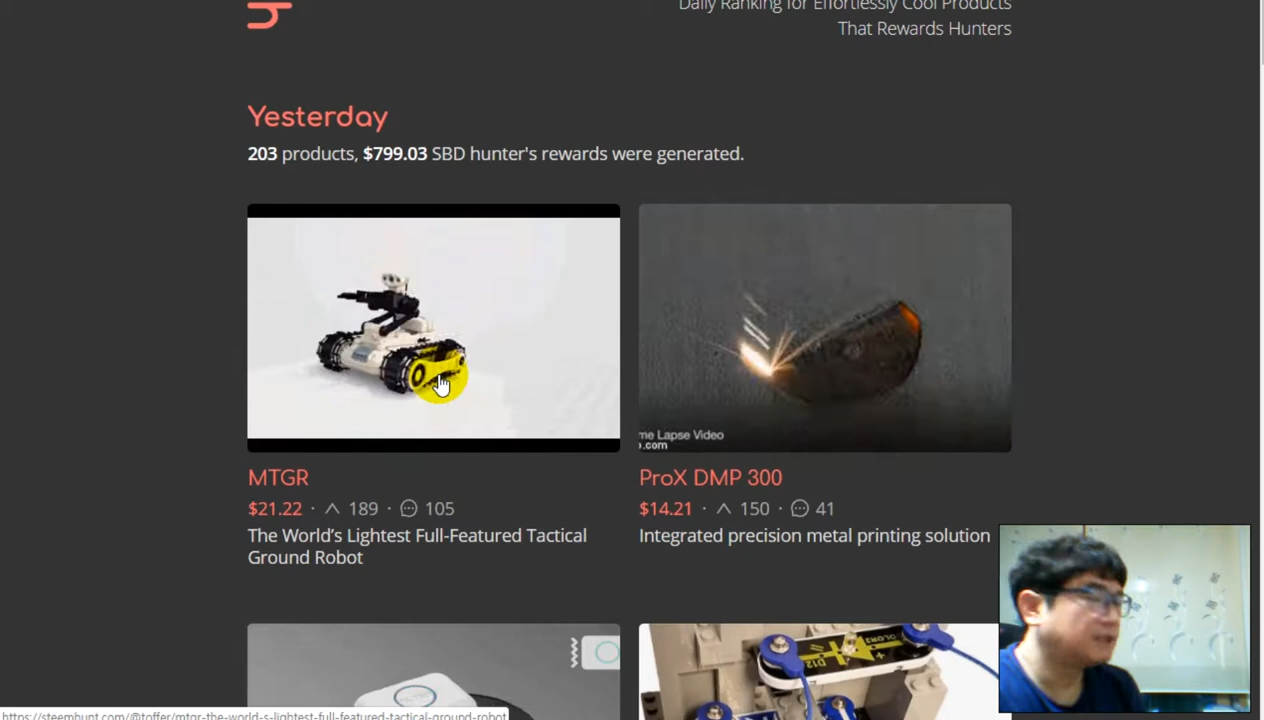 Daily Ranking for Effortlessly Cool Products
That Rewards Hunters
Yesterday
203 products, $799.03 SBD hunter's rewards were generated.
me Lapse Video
.com
MTGR
ProX DMP 300
$21.22 · 189 · 105
$14.21 · 150 · 41
The World's Lightest Full-Featured Tactical
Ground Robot
Integrated precision metal printing solution
D12
COLOR3
https://steemhunt.com/@toffer/mtgr-the-world-s-lightest-full-featured-tactical-ground-robot